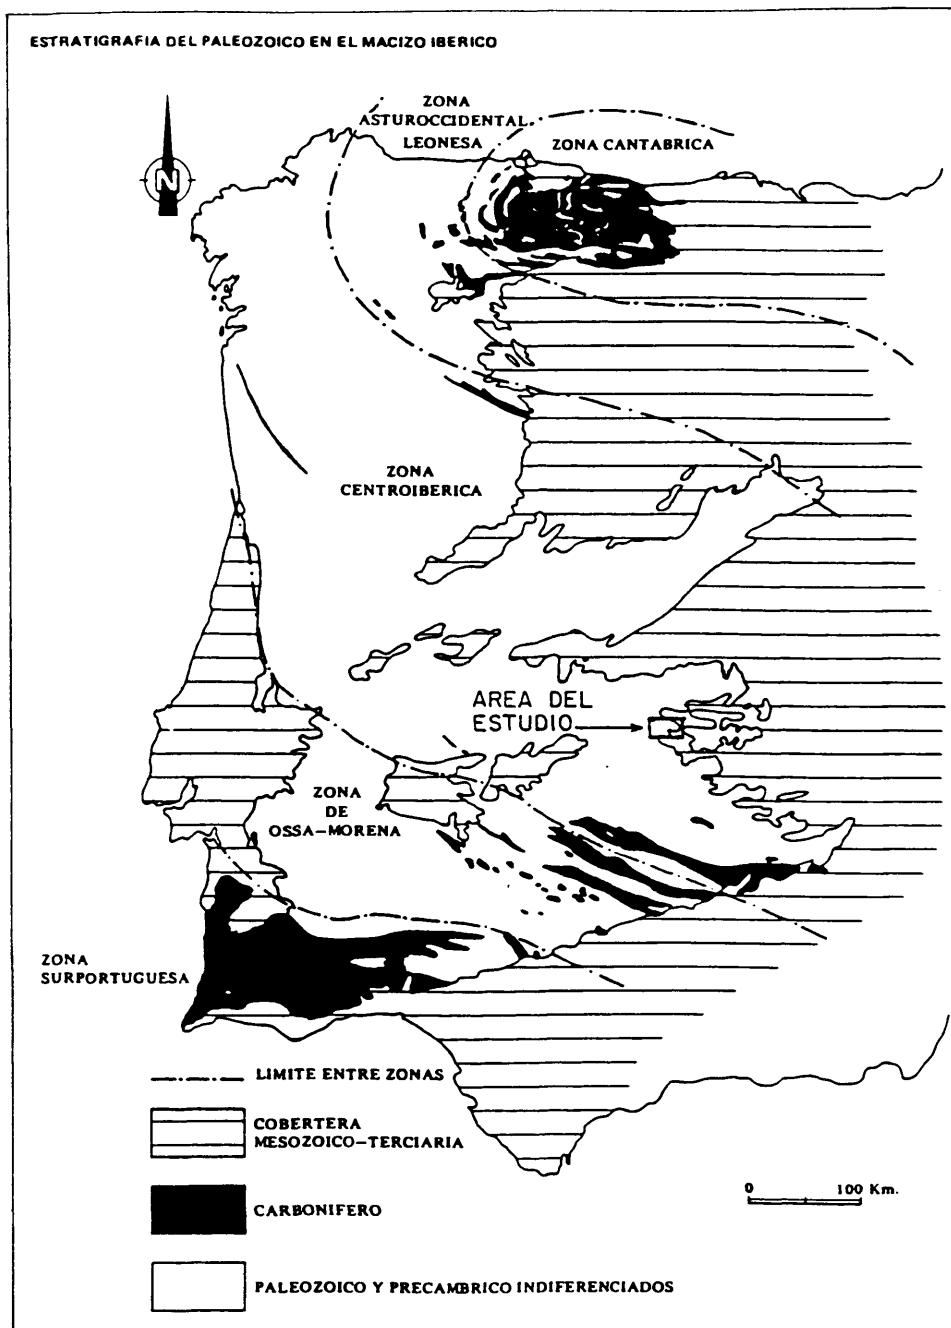 ESTRATIGRAFIA DEL PALEOZOICO EN EL MACIZO IBERICO
ZONA
ASTUROCCIDENTAL
LEONESA
ZONA CANTABRICA
N
ZONA
CENTROIBERICA
AREA DEL
ESTUDIO
ZONA
DE
OSSA-MORENA
ZONA
SURPORTUGUESA
LIMITE ENTRE ZONAS
COBERTERA
MESOZOICO-TERCIARIA
CARBONIFERO
PALEOZOICO Y PRECAMBRICO INDIFERENCIADOS
0 100 Km.